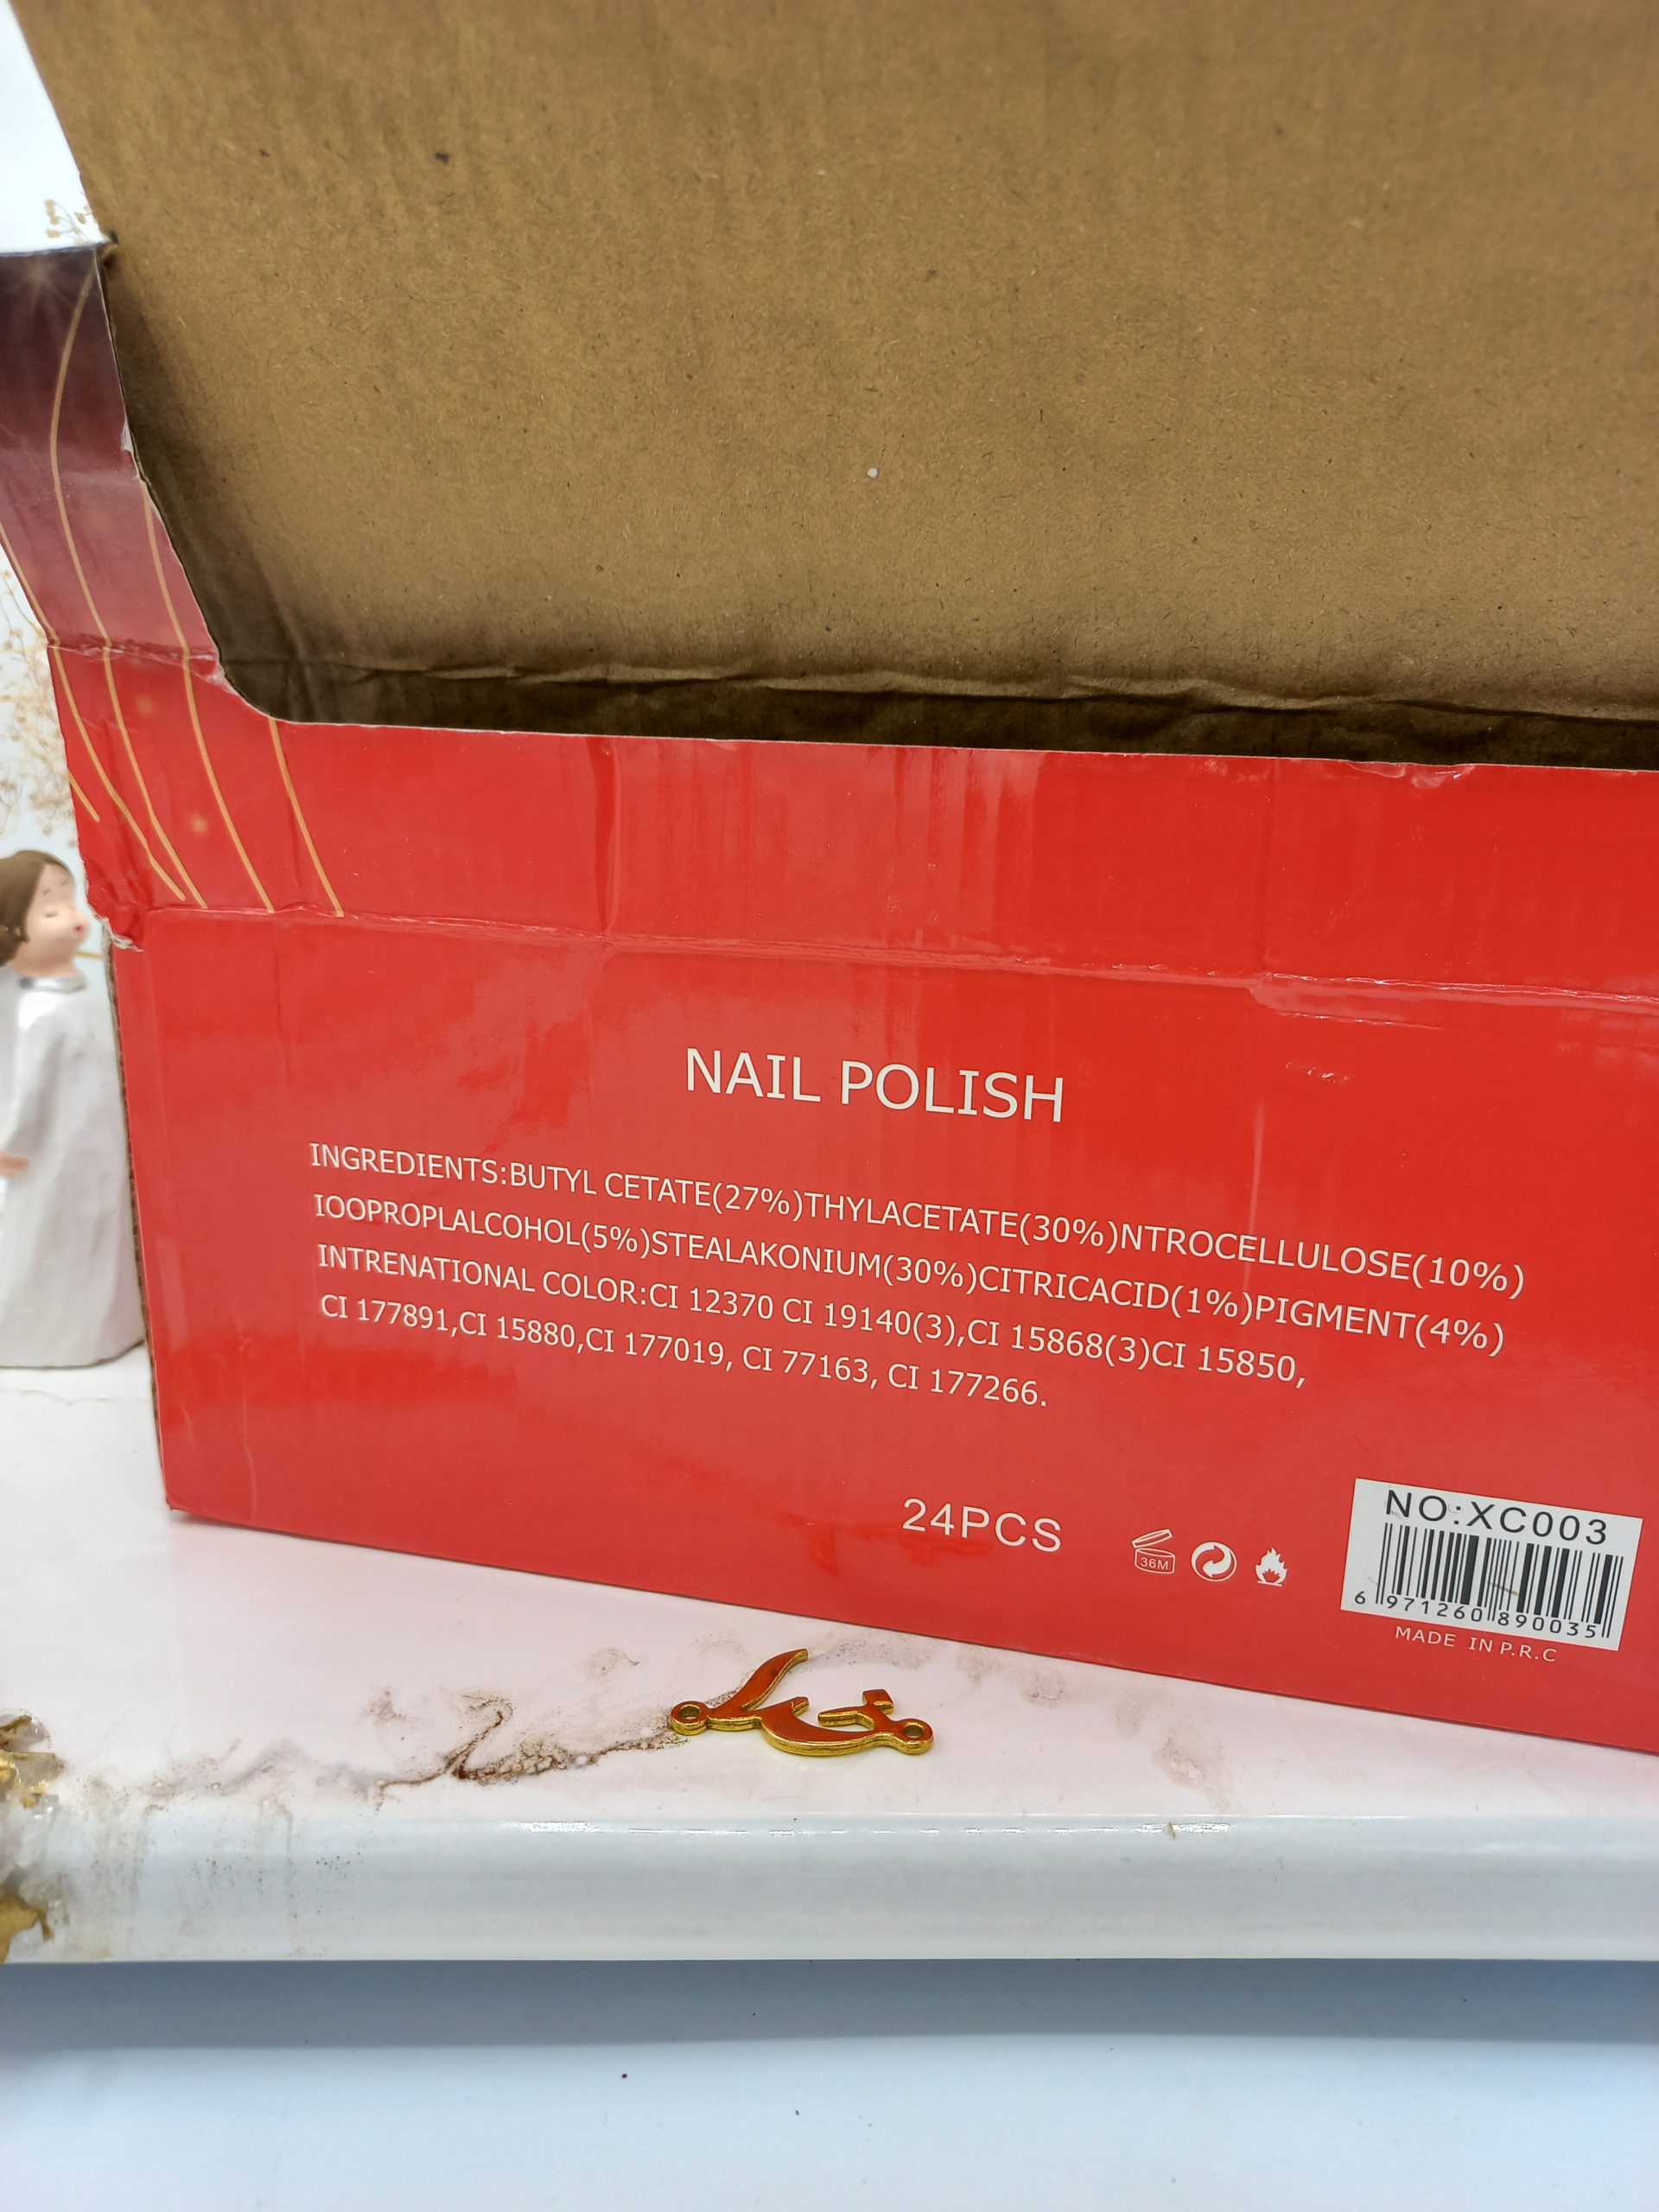 NAIL POLISH
INGREDIENTS:BUTYL CETATE(27%)THYLACETATE(30%)NTROCELLULOSE(10%)
IOOPROPLALCOHOL(5%)STEALAKONIUM(30%)CITRICACID(1%)PIGMENT(4%)
INTRENATIONAL COLOR:CI 12370 CI 19140(3),CI 15868(3)CI 15850,
CI 177891,CI 15880,CI 177019, CI 77163, CI 177266.
24PCS
36M
NO:XC003
6 971260 890035
MADE IN P.R.C